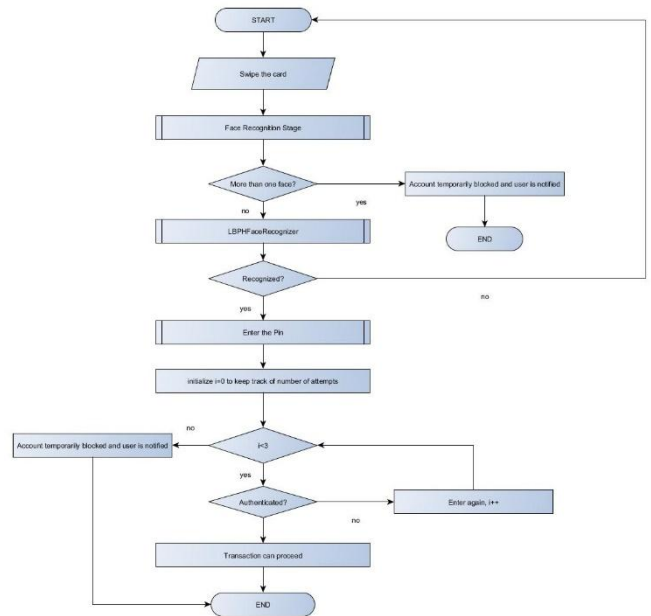 START
Swipe the card
Face Recognition Stage
More than one face?
Account temporarily blocked and user is notified
yes
no
LBPHFaceRecognizer
END
Recognized?
no
yes
Enter the Pin
initialize i=0 to keep track of number of attempts
no
Account temporarily blocked and user is notified
i<3
yes
Authenticated?
Enter again, i++
no
Transaction can proceed
END